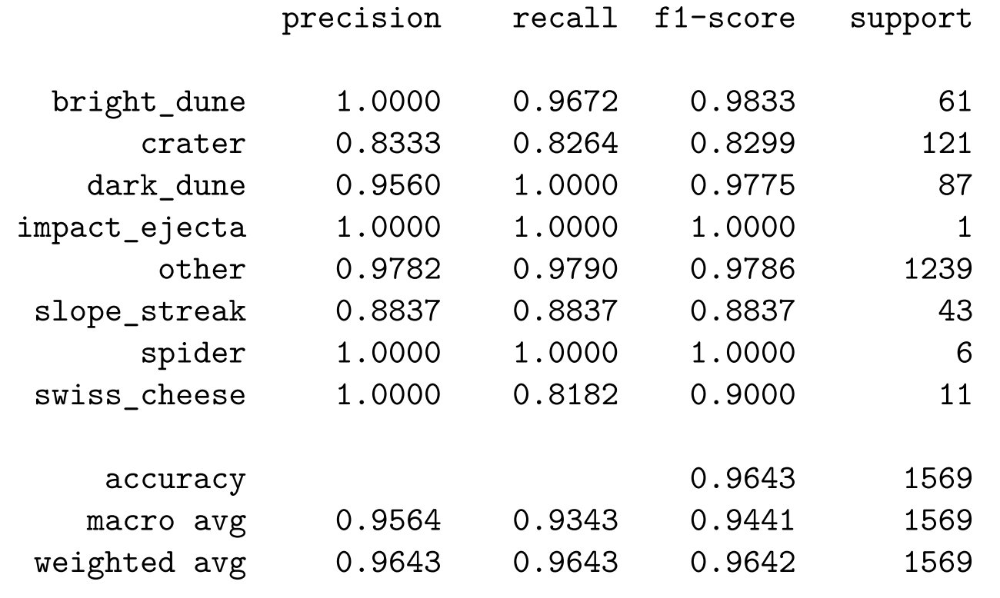 precision recall f1-score support
bright_dune 1.0000 0.9672 0.9833 61
crater 0.8333 0.8264 0.8299 121
dark_dune 0.9560 1.0000 0.9775 87
impact_ejecta 1.0000 1.0000 1.0000 1
other 0.9782 0.9790 0.9786 1239
slope_streak 0.8837 0.8837 0.8837 43
spider 1.0000 1.0000 1.0000 6
swiss_cheese 1.0000 0.8182 0.9000 11
accuracy 0.9643 1569
macro avg 0.9564 0.9343 0.9441 1569
weighted avg 0.9643 0.9643 0.9642 1569